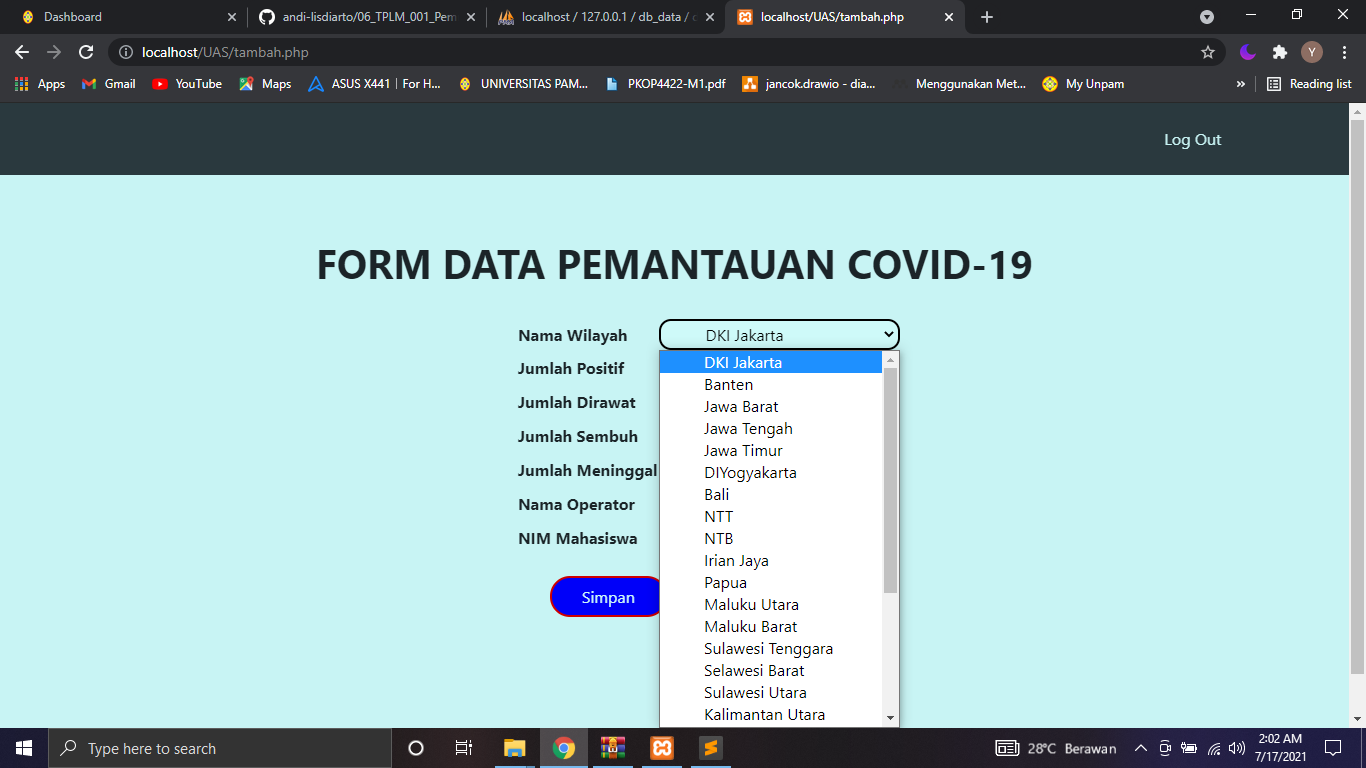 Dashboard
andi-lisdiarto/06_TPLM_001_Pem
localhost / 127.0.0.1 / db_data /
localhost/UAS/tambah.php
localhost/UAS/tambah.php
Y
Apps
Gmail
YouTube
Maps
ASUS X441 | For H...
UNIVERSITAS PAM...
PKOP4422-M1.pdf
jancok.drawio - dia...
Menggunakan Met...
My Unpam
»
Reading list
Log Out
FORM DATA PEMANTAUAN COVID-19
Nama Wilayah
DKI Jakarta
Jumlah Positif
Jumlah Dirawat
Jumlah Sembuh
Jumlah Meninggal
Nama Operator
NIM Mahasiswa
Simpan
DKI Jakarta
Banten
Jawa Barat
Jawa Tengah
Jawa Timur
DIYogyakarta
Bali
NTT
NTB
Irian Jaya
Papua
Maluku Utara
Maluku Barat
Sulawesi Tenggara
Selawesi Barat
Sulawesi Utara
Kalimantan Utara
Type here to search
28°C Berawan
2:02 AM
7/17/2021